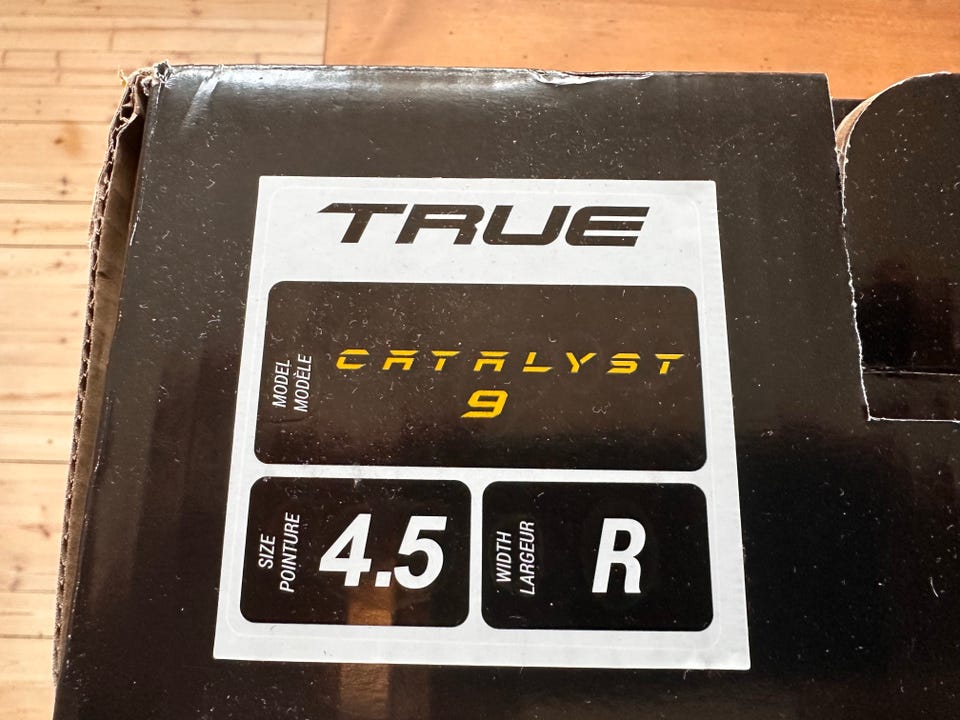 TRUE
MODEL
MODÈLE
CATALYST
9
SIZE
POINTURE
4.5
WIDTH
LARGEUR
R